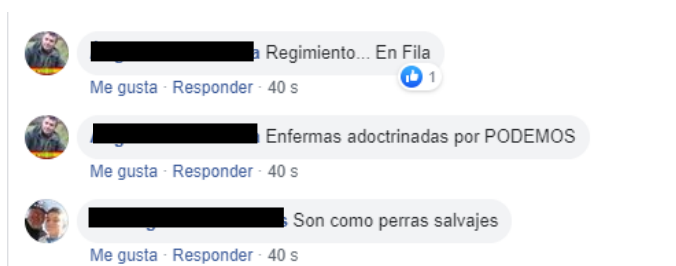 Regimiento... En Fila
1
Me gusta · Responder · 40 s
Enfermas adoctrinadas por PODEMOS
Me gusta · Responder · 40 s
Son como perras salvajes
Me gusta · Responder · 40 s